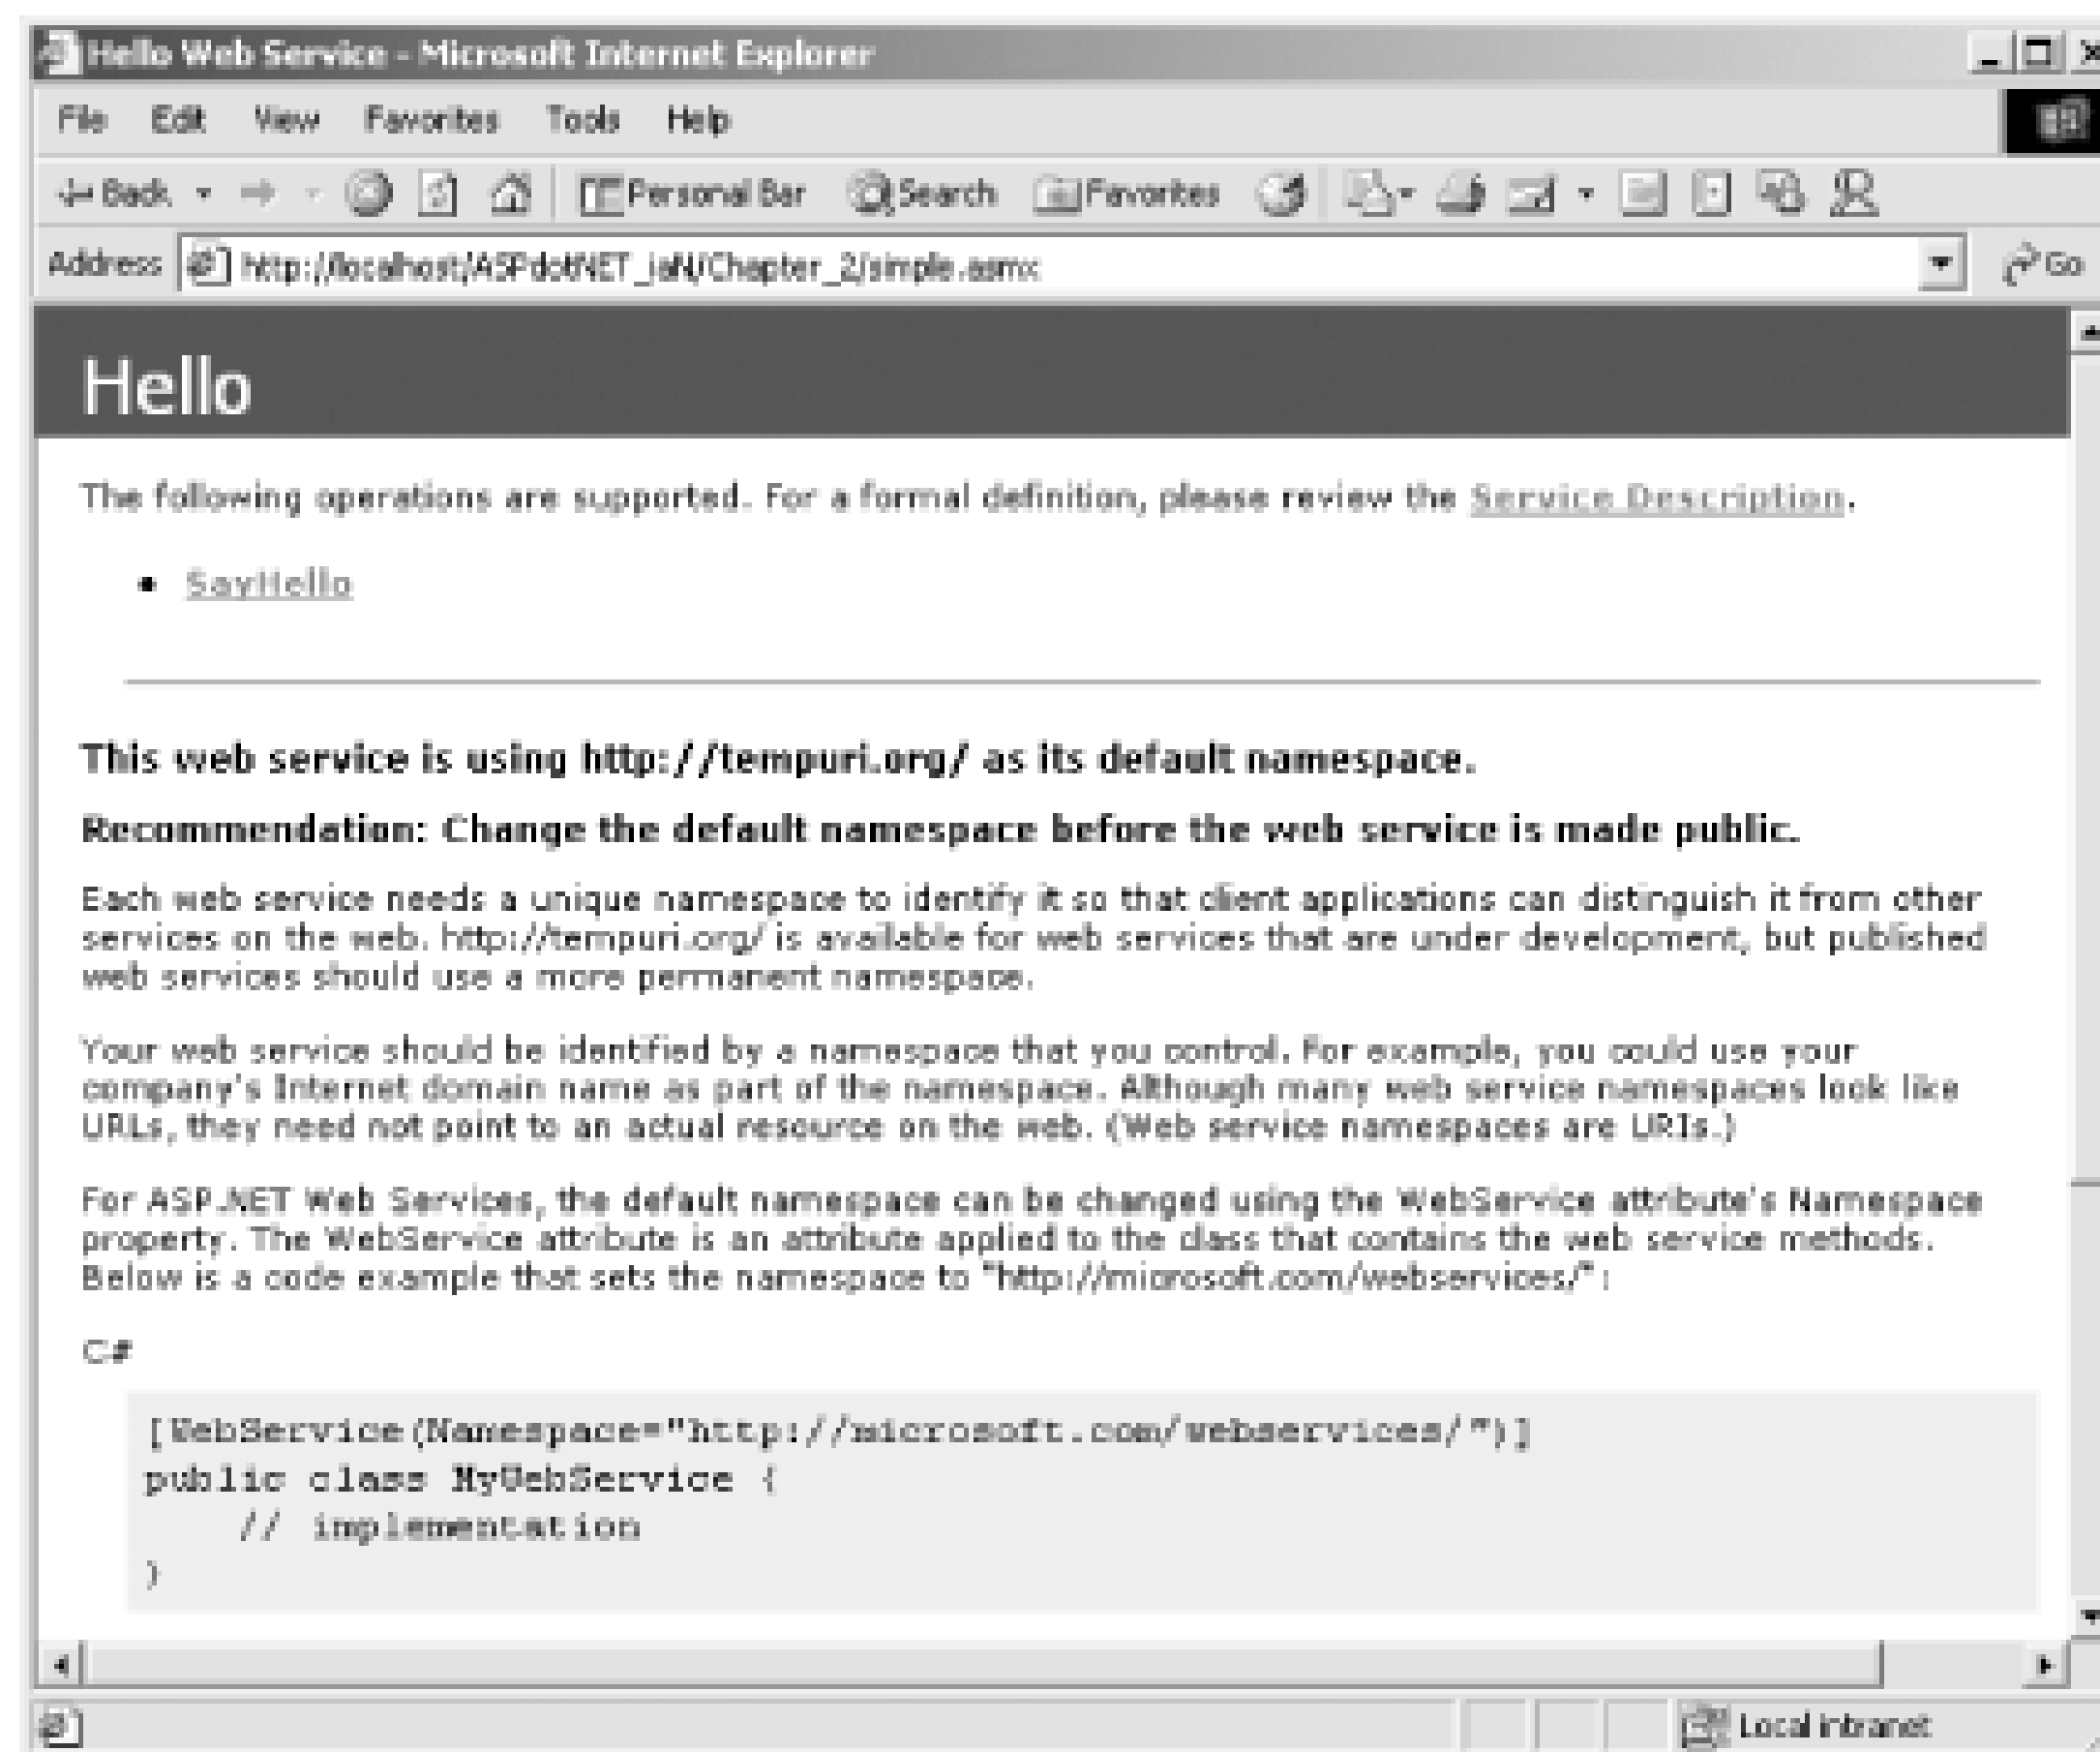 Hello Web Service - Microsoft Internet Explorer
File Edit View Favorites Tools Help
Back Personal Bar Search Favorites
Address http://localhost/ASPdotNET_iaN/Chapter_2/simple.asmx Go
Hello
The following operations are supported. For a formal definition, please review the Service Description.
• SayHello
This web service is using http://tempuri.org/ as its default namespace.
Recommendation: Change the default namespace before the web service is made public.
Each web service needs a unique namespace to identify it so that client applications can distinguish it from other
services on the web. http://tempuri.org/ is available for web services that are under development, but published
web services should use a more permanent namespace.
Your web service should be identified by a namespace that you control. For example, you could use your
company's Internet domain name as part of the namespace. Although many web service namespaces look like
URLs, they need not point to an actual resource on the web. (Web service namespaces are URIs.)
For ASP.NET Web Services, the default namespace can be changed using the WebService attribute's Namespace
property. The WebService attribute is an attribute applied to the class that contains the web service methods.
Below is a code example that sets the namespace to "http://microsoft.com/webservices/":
C#
[WebService(Namespace="http://microsoft.com/webservices/")]
public class MyWebService {
// implementation
}
Local intranet